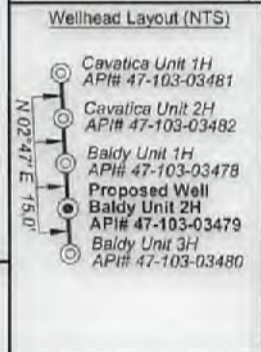 Wellhead Layout (NTS)
Cavatica Unit 1H
API# 47-103-03481
Cavatica Unit 2H
API# 47-103-03482
Baldy Unit 1H
API# 47-103-03478
Proposed Well
Baldy Unit 2H
API# 47-103-03479
Baldy Unit 3H
API# 47-103-03480
N 02°47' E 15.0'